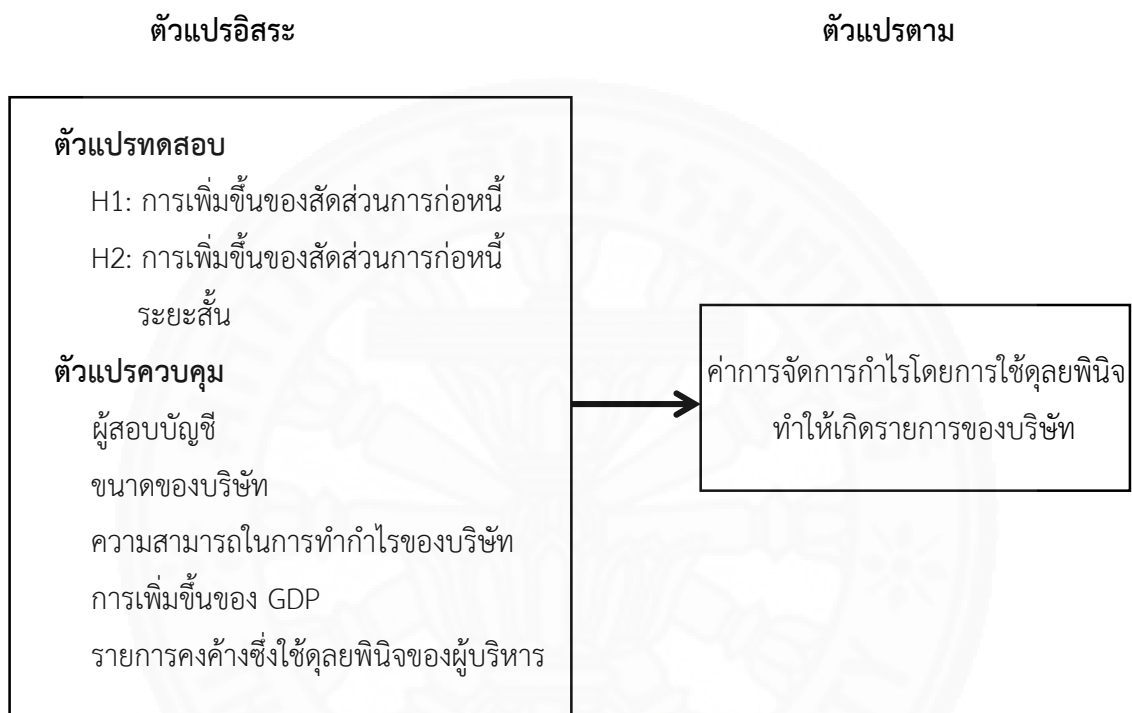 ตัวแปรอิสระ
ตัวแปรตาม
ตัวแปรทดสอบ
H1: การเพิ่มขึ้นของสัดส่วนการก่อหนี้
H2: การเพิ่มขึ้นของสัดส่วนการก่อหนี้
ระยะสั้น
ตัวแปรควบคุม
ผู้สอบบัญชี
ขนาดของบริษัท
ความสามารถในการทำกำไรของบริษัท
การเพิ่มขึ้นของ GDP
รายการคงค้างซึ่งใช้ดุลยพินิจของผู้บริหาร
ค่าการจัดการกำไรโดยการใช้ดุลยพินิจ
ทำให้เกิดรายการของบริษัท